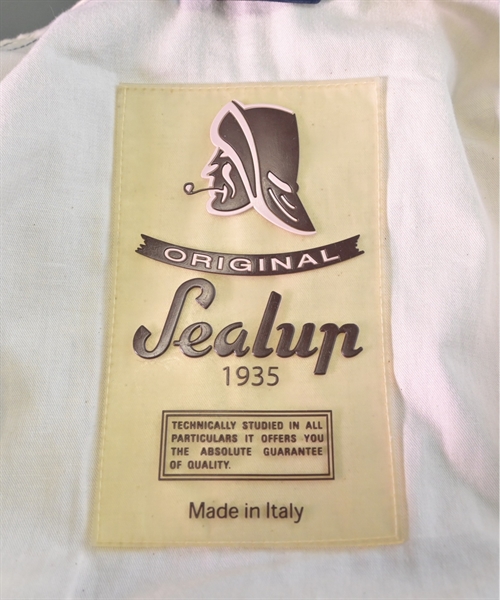 ORIGINAL
Sealup
1935
TECHNICALLY STUDIED IN ALL
PARTICULARS IT OFFERS YOU
THE ABSOLUTE GUARANTEE
OF QUALITY.
Made in Italy